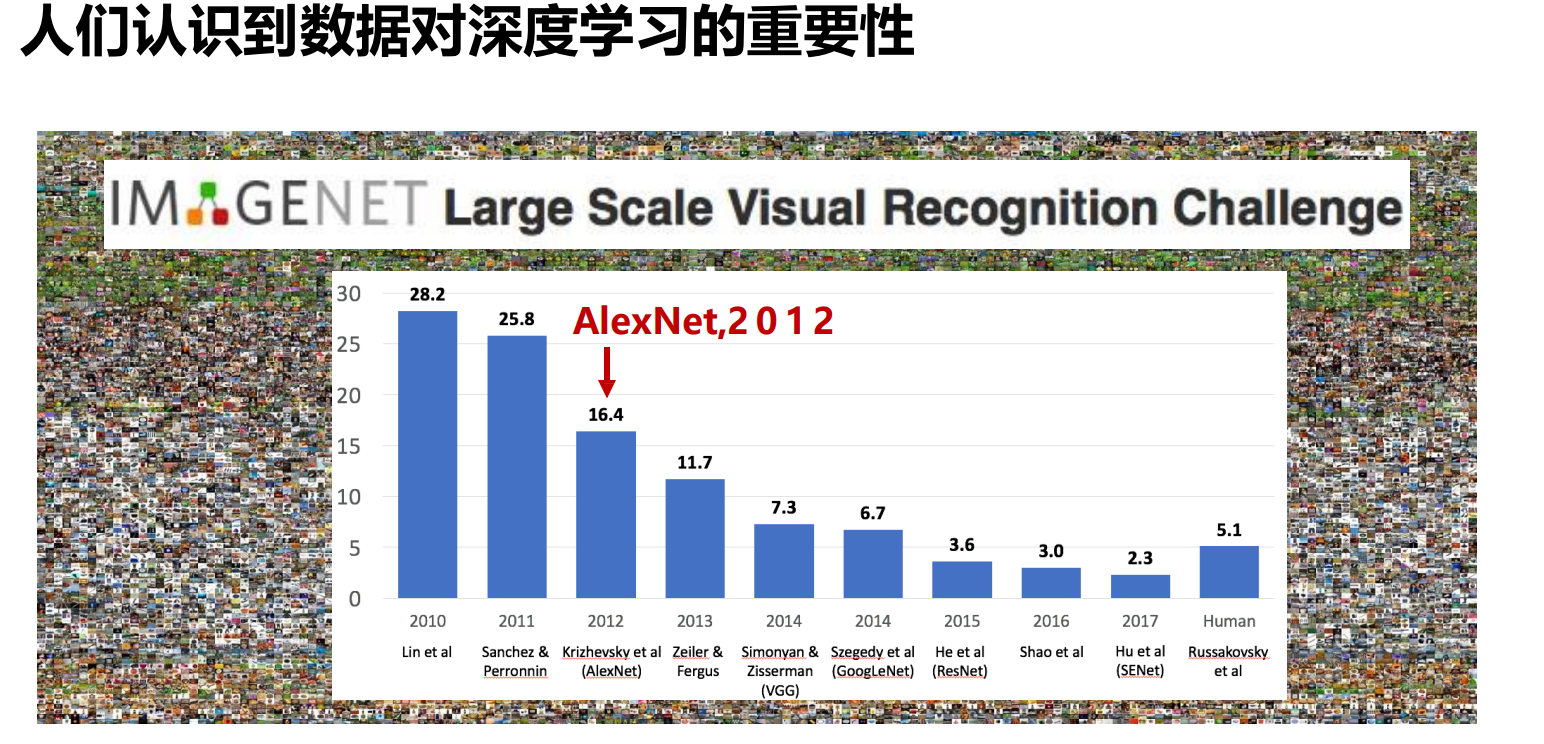 人们认识到数据对深度学习的重要性
IMAGENET Large Scale Visual Recognition Challenge
AlexNet,2012
30
25
20
15
10
5
0
28.2
25.8
16.4
11.7
7.3
6.7
3.6
3.0
2.3
5.1
2010 2011 2012 2013 2014 2014 2015 2016 2017 Human
Lin et al Sanchez & Krizhevsky et al Zeiler & Simonyan & Szegedy et al He et al Shao et al Hu et al Russakovsky
Perronnin (AlexNet) Fergus Zisserman (GoogLeNet) (ResNet) (SENet) et al
(VGG)